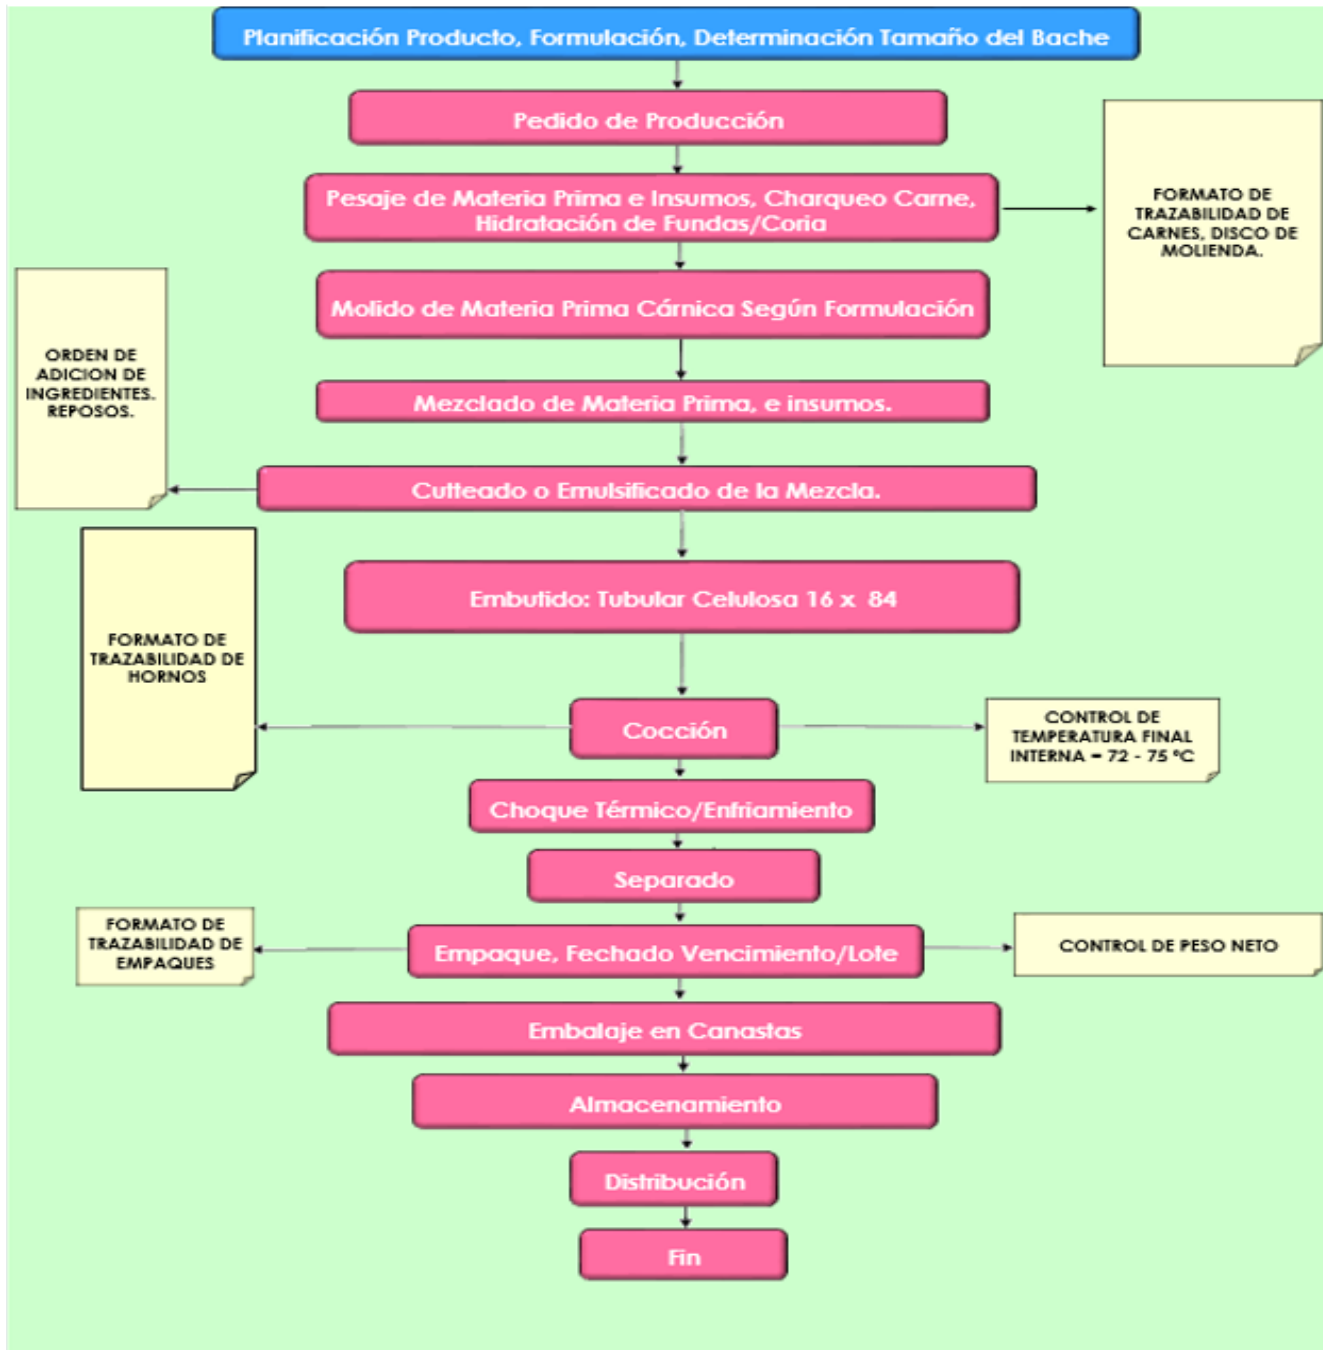 Planificación Producto, Formulación, Determinación Tamaño del Bache
Pedido de Producción
Pesaje de Materia Prima e Insumos, Charqueo Carne,
Hidratación de Fundas/Coria
FORMATO DE
TRAZABILIDAD DE
CARNES, DISCO DE
MOLIENDA.
Molido de Materia Prima Cárnica Según Formulación
ORDEN DE
ADICION DE
INGREDIENTES.
REPOSOS.
Mezclado de Materia Prima, e insumos.
Cutteado o Emulsificado de la Mezcla.
Embutido: Tubular Celulosa 16 x 84
FORMATO DE
TRAZABILIDAD DE
HORNOS
Cocción
CONTROL DE
TEMPERATURA FINAL
INTERNA = 72 - 75 ºC
Choque Térmico/Enfriamiento
Separado
FORMATO DE
TRAZABILIDAD DE
EMPAQUES
Empaque, Fechado Vencimiento/Lote
CONTROL DE PESO NETO
Embalaje en Canastas
Almacenamiento
Distribución
Fin